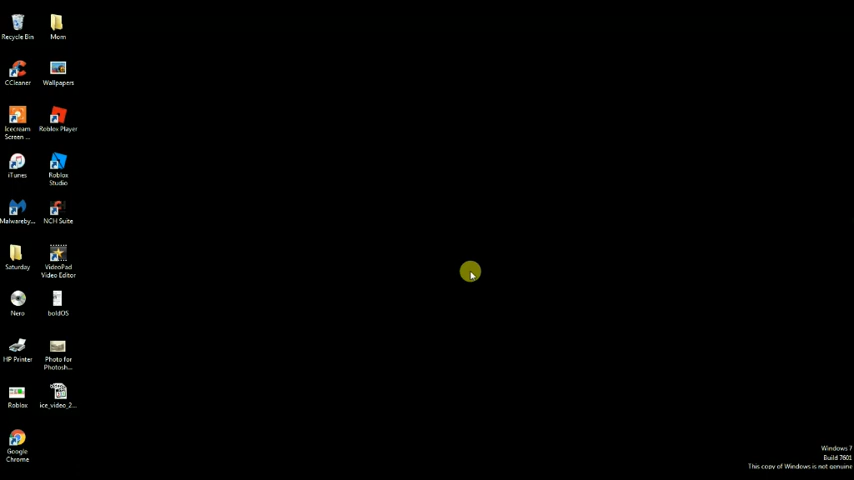 Recycle Bin
Mom
CCleaner
Wallpapers
Icecream
Screen ...
Roblox Player
iTunes
Roblox
Studio
Malwareby...
NCH Suite
Saturday
VideoPad
Video Editor
Nero
boldOS
HP Printer
Photo for
Photosh...
Roblox
ice_video_2...
Google
Chrome
Windows 7
Build 7601
This copy of Windows is not genuine